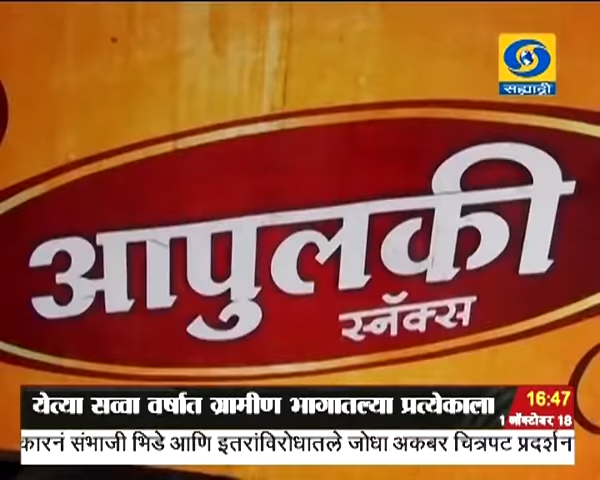 सह्याद्री
आपुलकी
स्नॅक्स
येत्या सव्वा वर्षात ग्रामीण भागातल्या प्रत्येकाला
16:47
1 ऑक्टोबर 18
कारनं संभाजी भिडे आणि इतरांविरोधातले जोधा अकबर चित्रपट प्रदर्शन